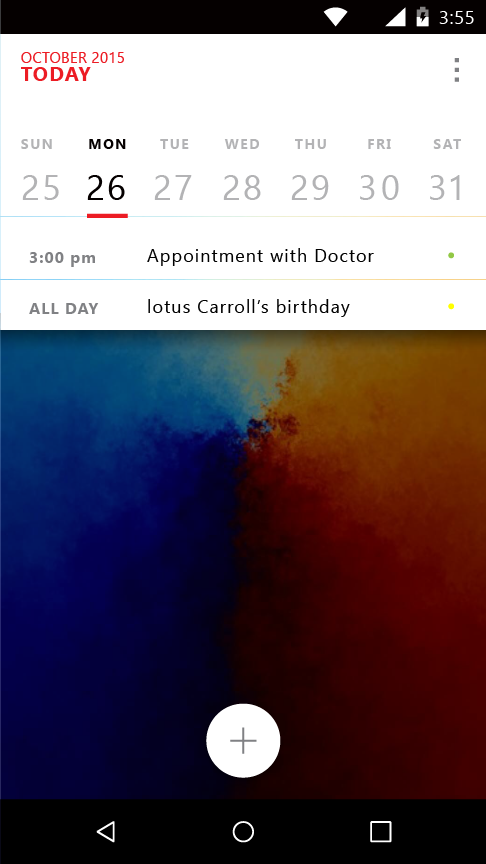 3:55
OCTOBER 2015
TODAY
SUN MON TUE WED THU FRI SAT
25 26 27 28 29 30 31
3:00 pm Appointment with Doctor
ALL DAY lotus Carroll’s birthday